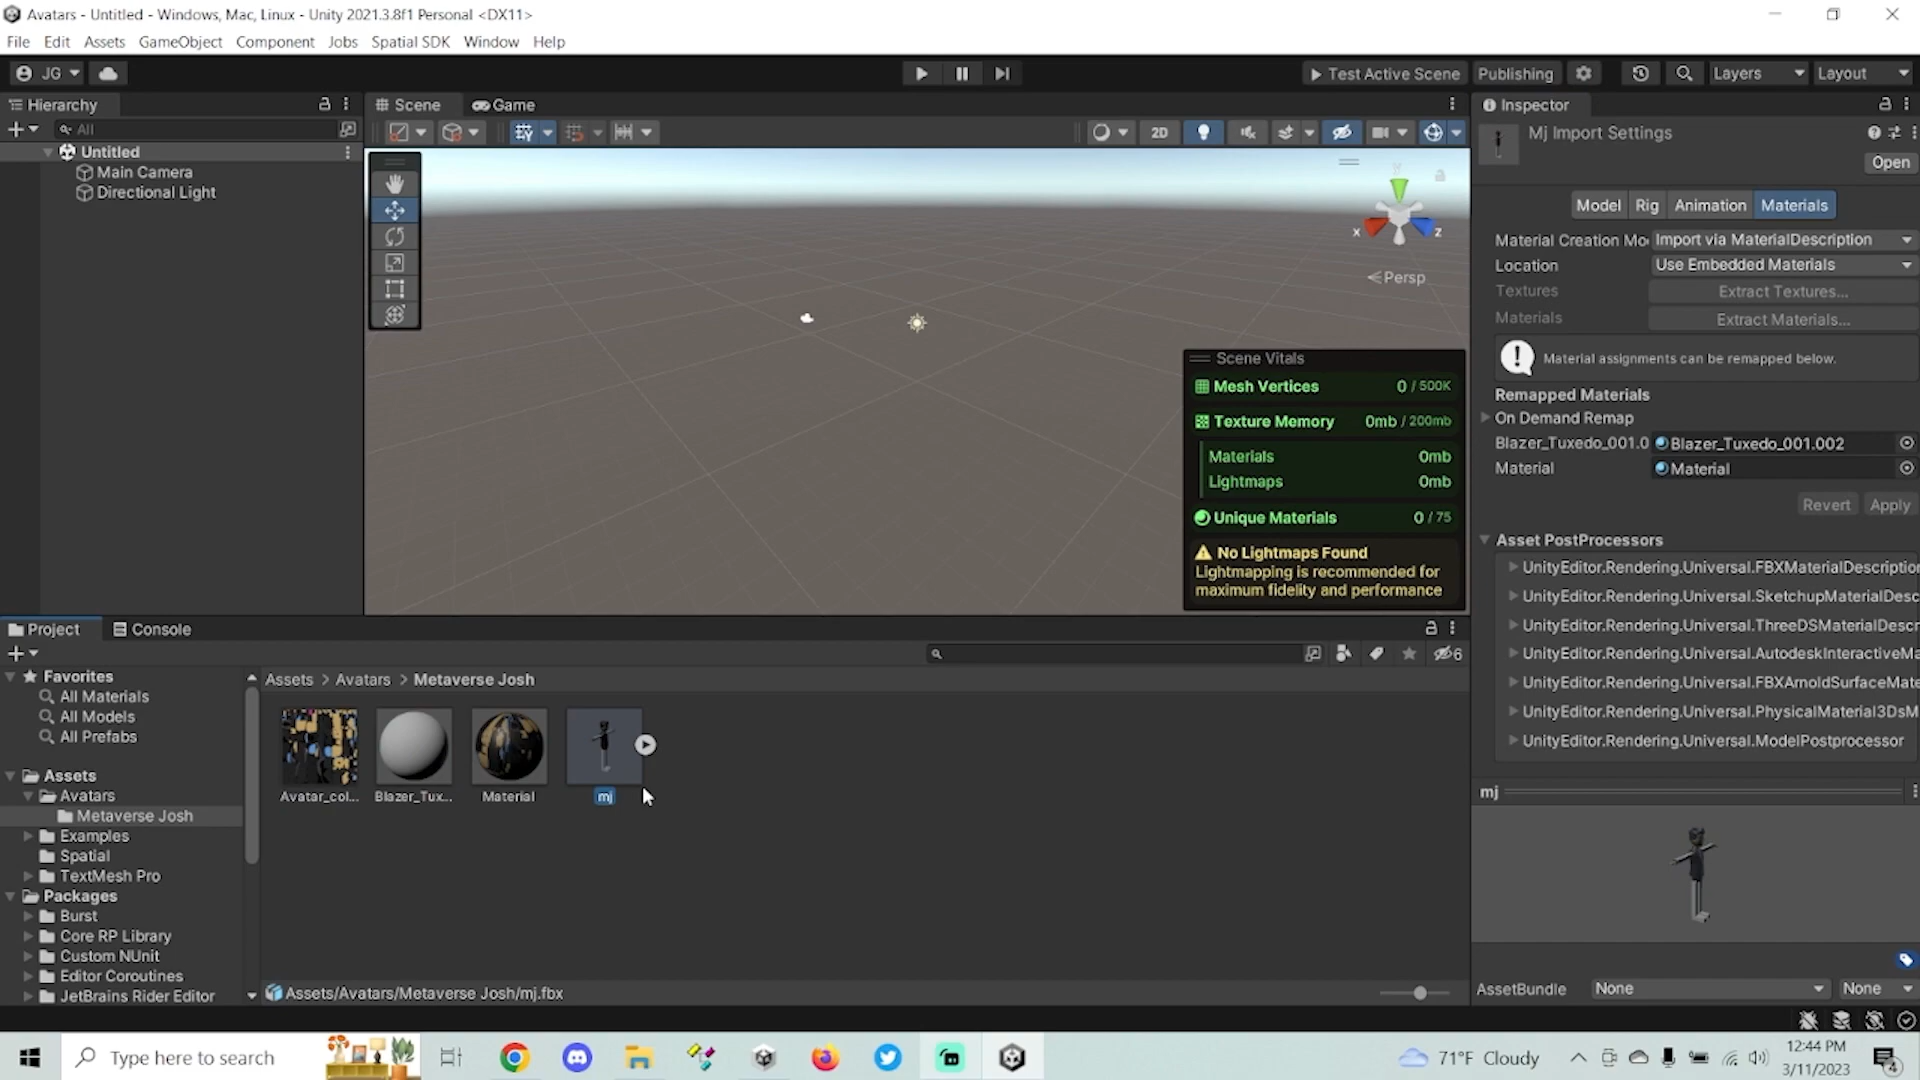 Avatars - Untitled - Windows, Mac, Linux - Unity 2021.3.8f1 Personal <DX11>
File Edit Assets GameObject Component Jobs Spatial SDK Window Help
JG
Test Active Scene Publishing Layers Layout
Hierarchy
All
Untitled
Main Camera
Directional Light
Scene Game
2D
y
x
z
Persp
Scene Vitals
Mesh Vertices 0 / 500K
Texture Memory 0mb / 200mb
Materials 0mb
Lightmaps 0mb
Unique Materials 0 / 75
No Lightmaps Found
Lightmapping is recommended for
maximum fidelity and performance
Inspector
Mj Import Settings
Open
Model Rig Animation Materials
Material Creation Mo Import via MaterialDescription
Location Use Embedded Materials
Textures Extract Textures...
Materials Extract Materials...
Material assignments can be remapped below.
Remapped Materials
On Demand Remap
Blazer_Tuxedo_001.0 Blazer_Tuxedo_001.002
Material Material
Revert Apply
Asset PostProcessors
UnityEditor.Rendering.Universal.FBXMaterialDescriptio
UnityEditor.Rendering.Universal.SketchupMaterialDesc
UnityEditor.Rendering.Universal.ThreeDSMaterialDescr
UnityEditor.Rendering.Universal.AutodeskInteractiveMa
UnityEditor.Rendering.Universal.FBXArnoldSurfaceMate
UnityEditor.Rendering.Universal.PhysicalMaterial3DsM
UnityEditor.Rendering.Universal.ModelPostprocessor
mj
AssetBundle None None
Project Console
6
Favorites
All Materials
All Models
All Prefabs
Assets
Avatars
Metaverse Josh
Examples
Spatial
TextMesh Pro
Packages
Burst
Core RP Library
Custom NUnit
Editor Coroutines
JetBrains Rider Editor
Assets > Avatars > Metaverse Josh
Avatar_col... Blazer_Tux... Material mj
Assets/Avatars/Metaverse Josh/mj.fbx
Type here to search
71°F Cloudy
12:44 PM
3/11/2023
4